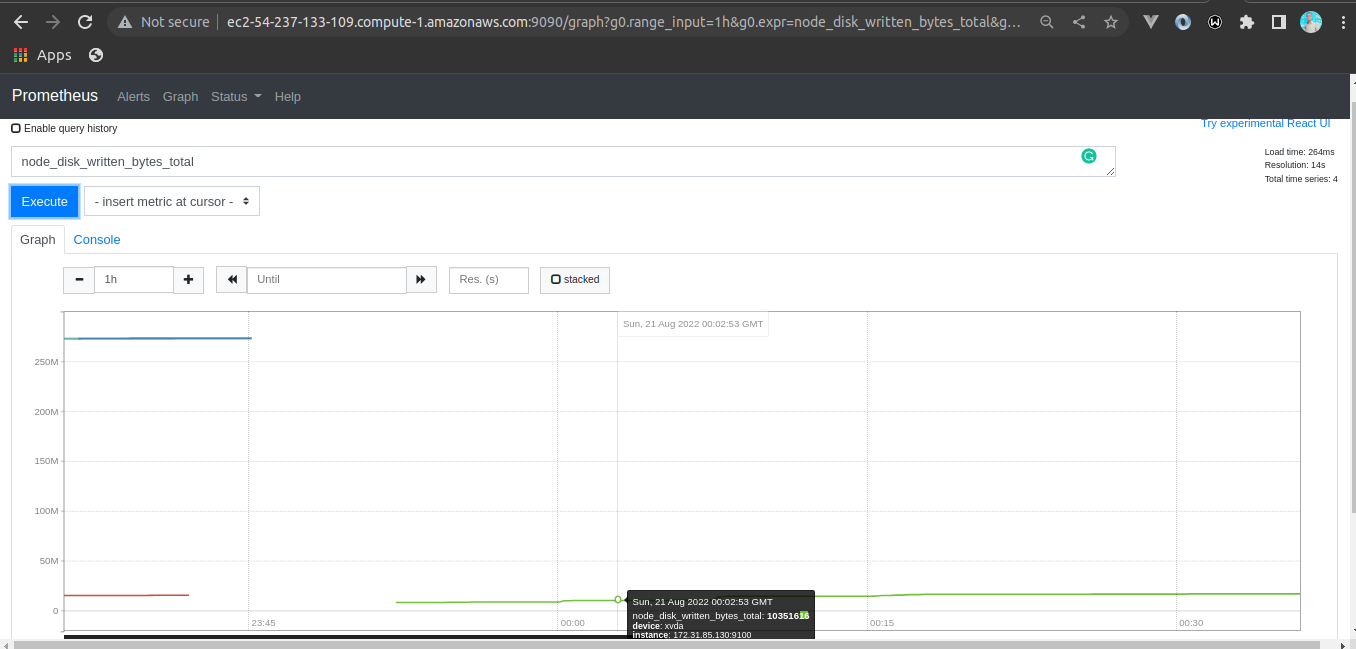 Not secure
ec2-54-237-133-109.compute-1.amazonaws.com:9090/graph?g0.range_input=1h&g0.expr=node_disk_written_bytes_total&g...
Apps
Prometheus Alerts Graph Status Help
Enable query history
Try experimental React UI
node_disk_written_bytes_total
Load time: 264ms
Resolution: 14s
Total time series: 4
Execute
- insert metric at cursor -
Graph Console
1h Until Res. (s) stacked
Sun, 21 Aug 2022 00:02:53 GMT
250M
200M
150M
100M
50M
0
23:45 00:00 00:15 00:30
Sun, 21 Aug 2022 00:02:53 GMT
node_disk_written_bytes_total: 10351616
device: xvda
instance: 172.31.85.130:9100